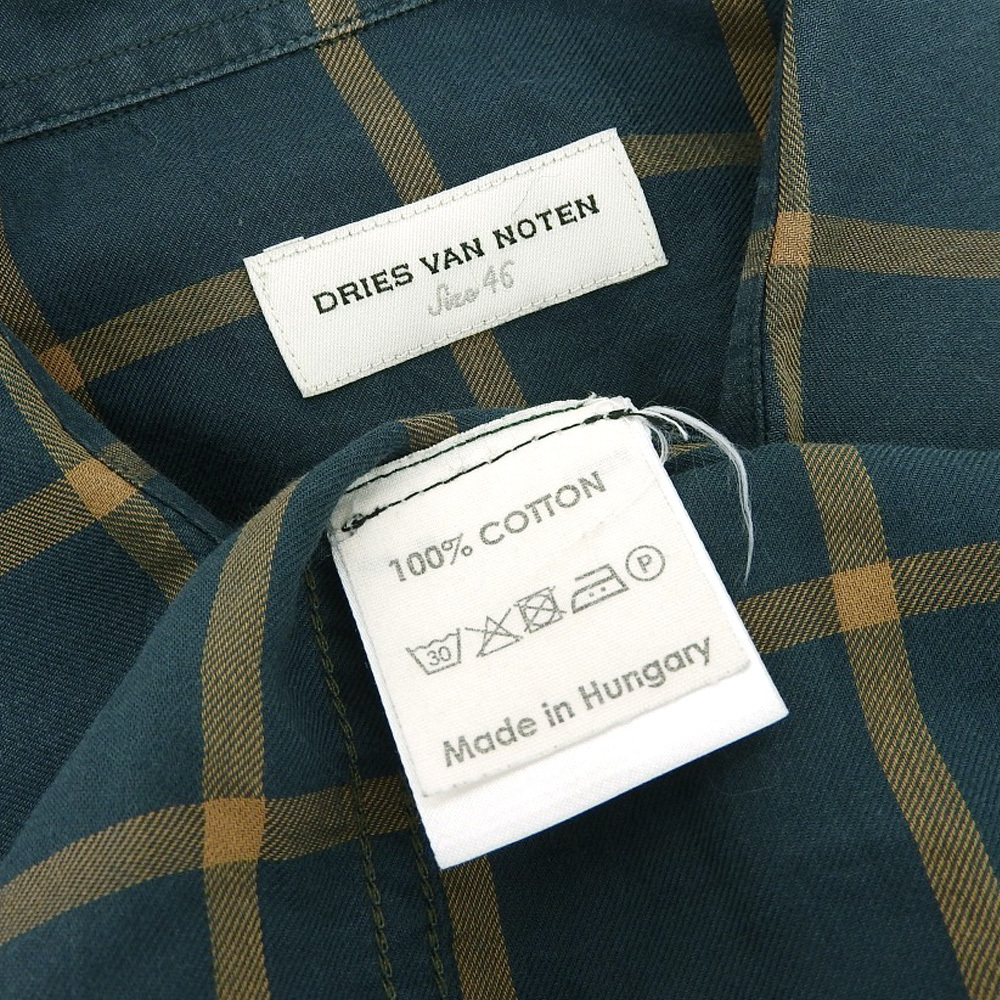 DRIES VAN NOTEN
Size 46
100% COTTON
30 P
Made in Hungary